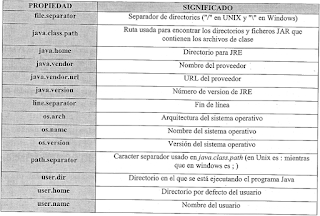 PROPIEDAD SIGNIFICADO
file.separator Separador de directories ("/" en UNIX y "\" en Windows)
java.class.path Ruta usada para encontrar los directorios y ficheros JAR que
contienen los archivos de clase
java.home Directorio para JRE
java.vendor Nombre del proveedor
java.vendor.url URL del proveedor
java.version Número de versión de JRE
line.separator Fin de línea
os.arch Arquitectura del sistema operativo
os.name Nombre del sistema operativo
os.version Versión del sistema operativo
path.separator Caracter separador usado en java.class.path (en Unix es : mientras
que en windows es ; )
user.dir Directorio en el que se está ejecutando el programa Java
user.home Directorio por defecto del usuario
user.name Nombre del usuario